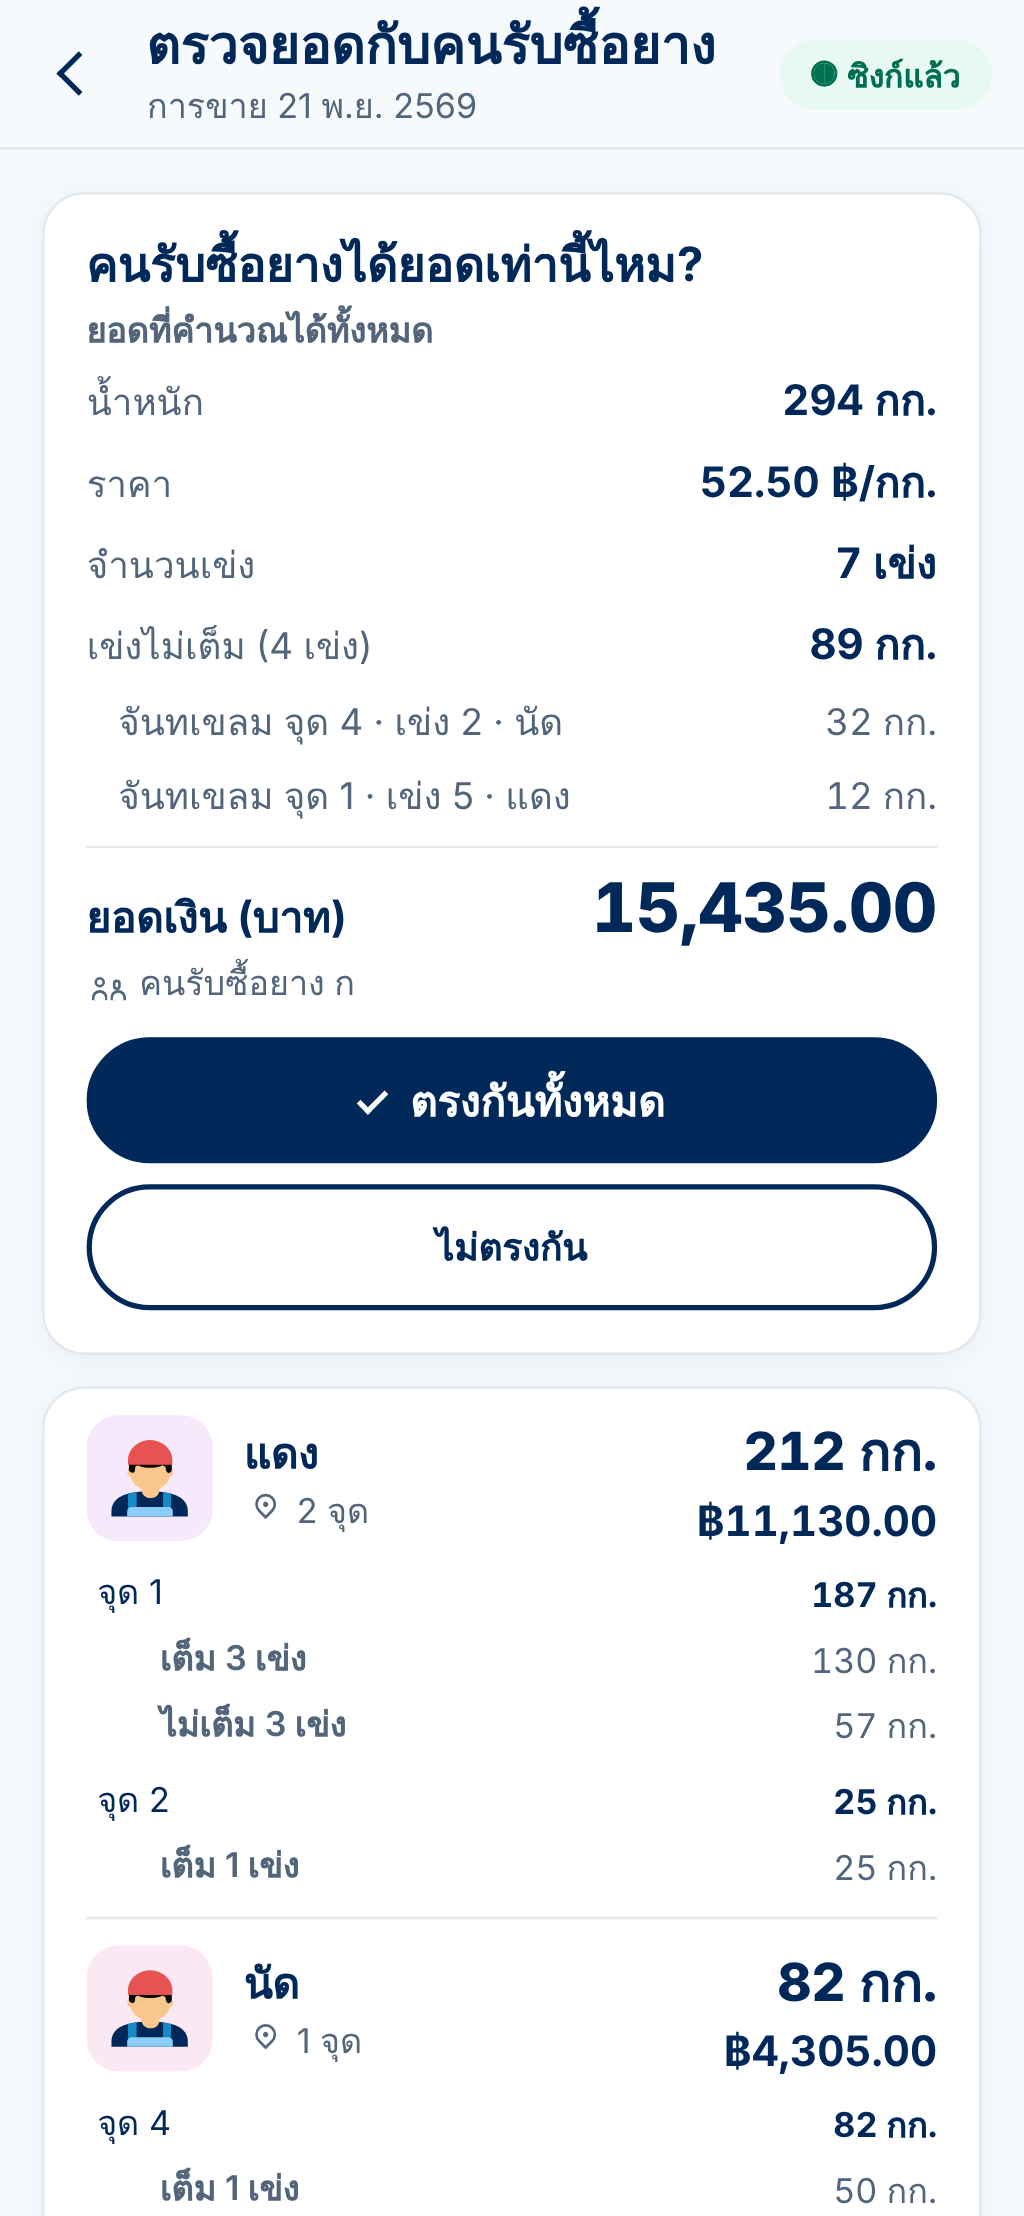 ตรวจยอดกับคนรับซื้อยาง
การขาย 21 พ.ย. 2569
ซิงก์แล้ว
คนรับซื้อยางได้ยอดเท่านี้ไหม?
ยอดที่คำนวณได้ทั้งหมด
น้ำหนัก 294 กก.
ราคา 52.50 ฿/กก.
จำนวนเข่ง 7 เข่ง
เข่งไม่เต็ม (4 เข่ง) 89 กก.
จันทเขลม จุด 4 · เข่ง 2 · นัด 32 กก.
จันทเขลม จุด 1 · เข่ง 5 · แดง 12 กก.
ยอดเงิน (บาท) 15,435.00
คนรับซื้อยาง ก
ตรงกันทั้งหมด
ไม่ตรงกัน
แดง 212 กก.
2 จุด ฿11,130.00
จุด 1 187 กก.
เต็ม 3 เข่ง 130 กก.
ไม่เต็ม 3 เข่ง 57 กก.
จุด 2 25 กก.
เต็ม 1 เข่ง 25 กก.
นัด 82 กก.
1 จุด ฿4,305.00
จุด 4 82 กก.
เต็ม 1 เข่ง 50 กก.